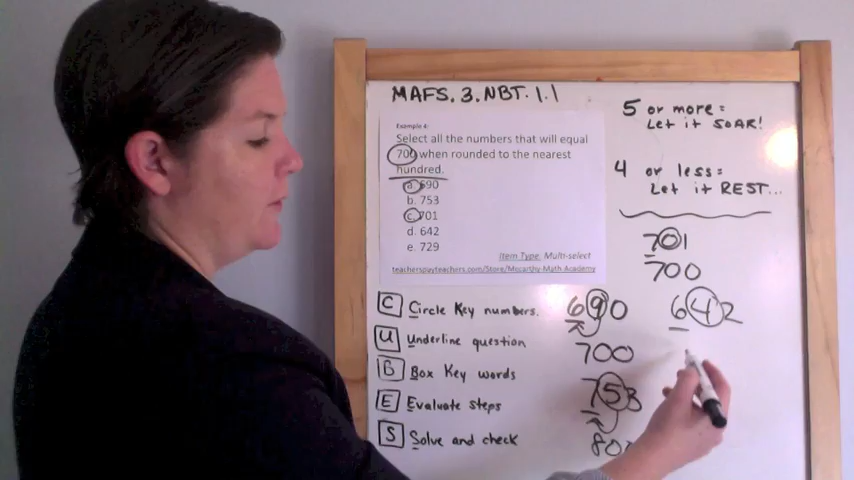 MAFS.3.NBT.1.1
Example 4:
Select all the numbers that will equal
700 when rounded to the nearest
hundred.
a. 690
b. 753
c. 701
d. 642
e. 729
Item Type: Multi-select
teacherspayteachers.com/Store/Mccarthy-Math Academy
5 or more =
Let it SOAR!
4 or less =
Let it REST...
701
700
C Circle Key numbers.
U Underline question
B Box Key words
E Evaluate steps
S Solve and check
690
700
753
642